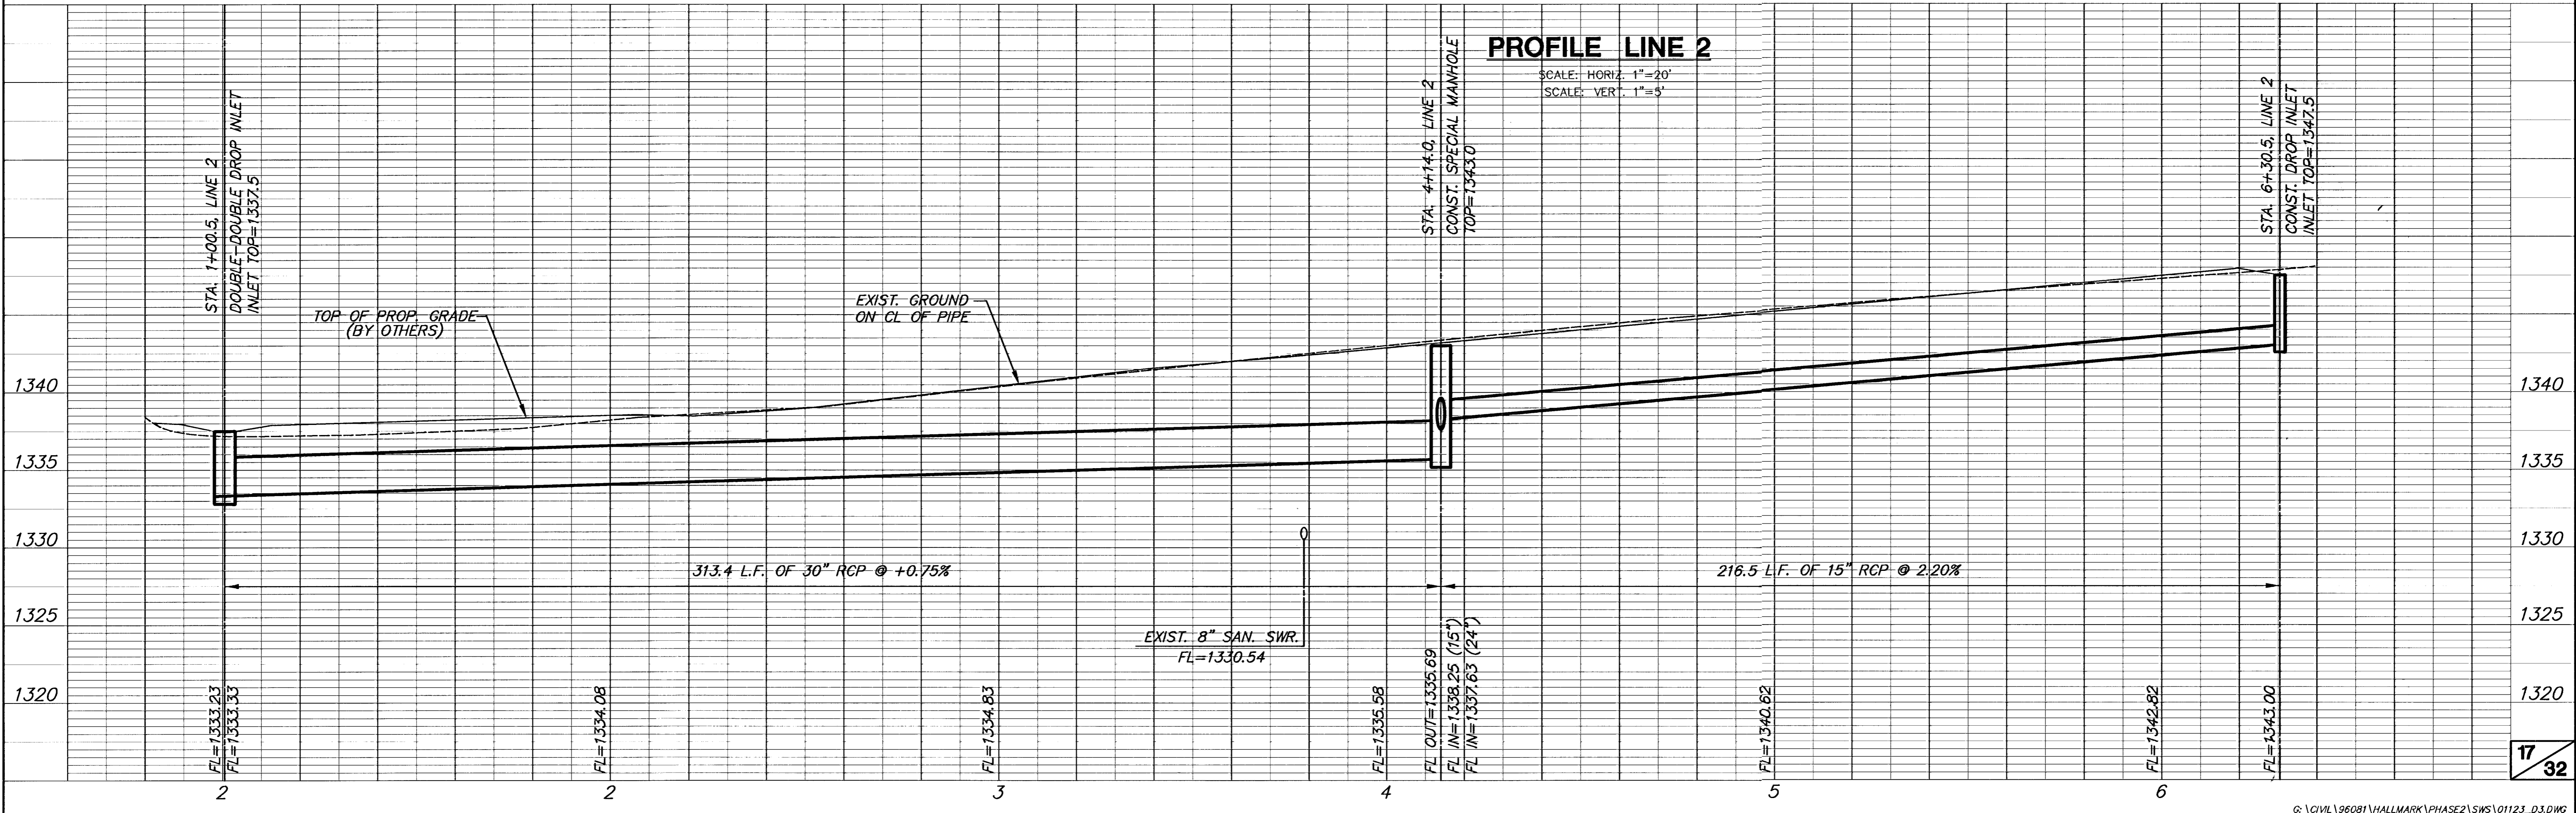 PROFILE LINE 2
SCALE: HORIZ. 1"=20'
SCALE: VERT. 1"=5'
STA. 1+00.5, LINE 2
DOUBLE-DOUBLE DROP INLET
INLET TOP=1337.5
STA. 4+14.0, LINE 2
CONST. SPECIAL MANHOLE
TOP=1343.0
STA. 6+30.5, LINE 2
CONST. DROP INLET
INLET TOP=1347.5
TOP OF PROP. GRADE
(BY OTHERS)
EXIST. GROUND
ON CL OF PIPE
1340
1340
1335
1335
1330
1330
313.4 L.F. OF 30" RCP @ +0.75%
216.5 L.F. OF 15" RCP @ 2.20%
1325
1325
EXIST. 8" SAN. SWR.
FL=1330.54
1320
1320
FL=1333.23
FL=1333.33
FL=1334.08
FL=1334.83
FL=1335.58
FL OUT=1335.69
FL IN=1338.25 (15")
FL IN=1337.63 (24")
FL=1340.62
FL=1342.82
FL=1343.00
17/32
2
2
3
4
5
6
G:\CIVIL\96081\HALLMARK\PHASE2\SWS\01123_D3.DWG